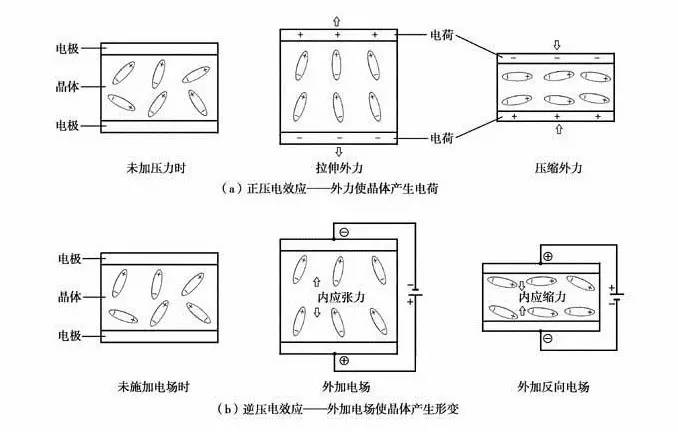 电极
晶体
电极
+ + +
电荷
- - -
电荷
- - -
+ + +
未加压力时
拉伸外力
压缩外力
（a）正压电效应——外力使晶体产生电荷
电极
晶体
电极
⊖
内应张力
-
+
⊕
⊕
内应缩力
+
-
⊖
未施加电场时
外加电场
外加反向电场
（b）逆压电效应——外加电场使晶体产生形变